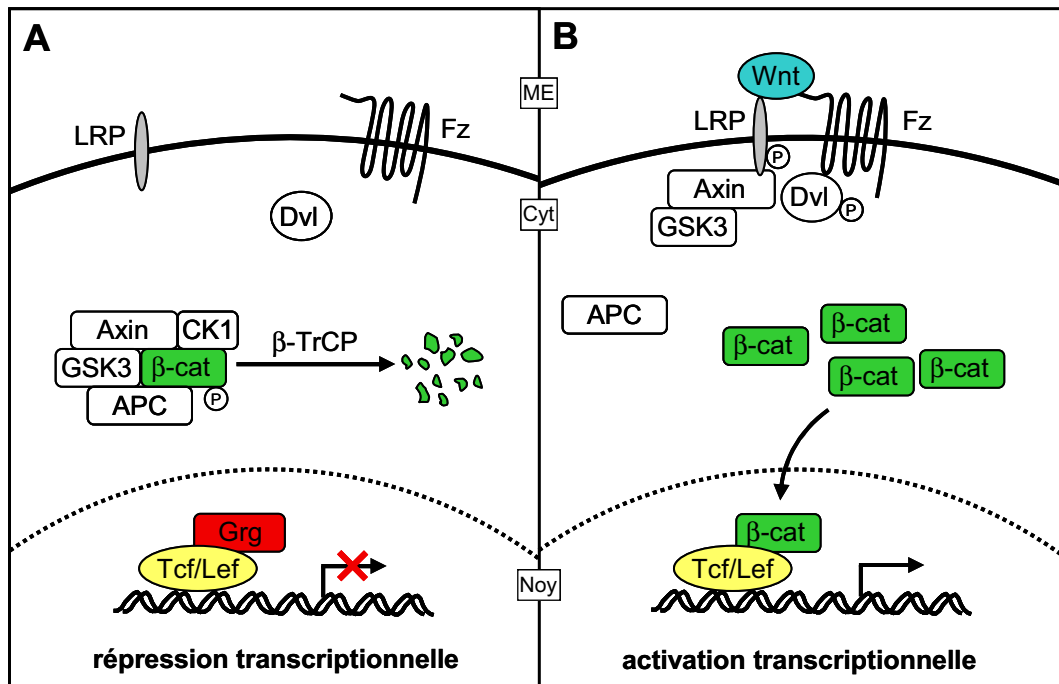 A
LRP
Fz
Dvl
Axin
CK1
GSK3
β-cat
APC
P
β-TrCP
Grg
Tcf/Lef
répression transcriptionnelle
ME
Cyt
Noy
B
Wnt
LRP
Fz
P
Axin
Dvl
P
GSK3
APC
β-cat
β-cat
β-cat
β-cat
β-cat
Tcf/Lef
activation transcriptionnelle